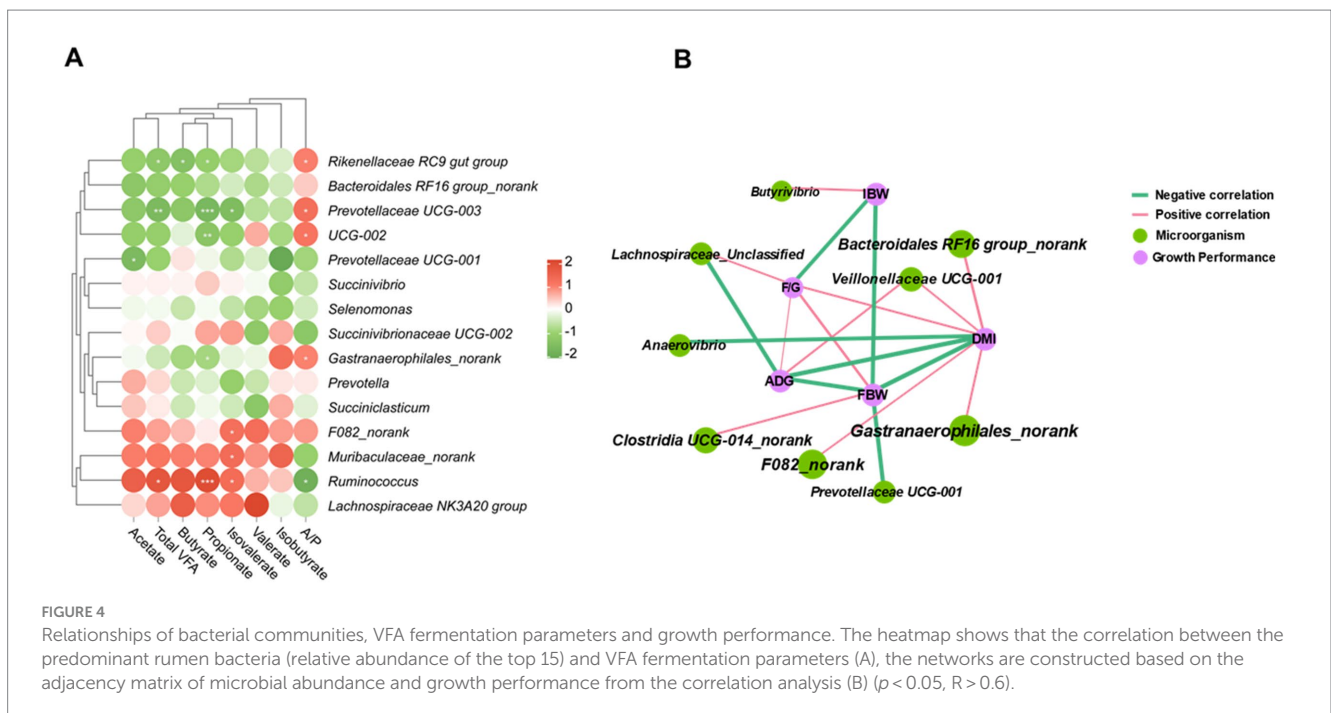 A
Rikenellaceae RC9 gut group
Bacteroidales RF16 group_norank
Prevotellaceae UCG-003
UCG-002
Prevotellaceae UCG-001
Succinivibrio
Selenomonas
Succinivibrionaceae UCG-002
Gastranaerophilales_norank
Prevotella
Succiniclasticum
F082_norank
Muribaculaceae_norank
Ruminococcus
Lachnospiraceae NK3A20 group
Acetate
Total VFA
Butyrate
Propionate
Isovalerate
Valerate
Isobutyrate
A/P
2
1
0
-1
-2
* * * *
** *** * *
** *
*
* *
*
*
* *** * *
B
Butyrivibrio
IBW
Lachnospiraceae_Unclassified
Bacteroidales RF16 group_norank
Veillonellaceae UCG-001
F/G
Anaerovibrio
DMI
ADG
FBW
Clostridia UCG-014_norank
Gastranaerophilales_norank
F082_norank
Prevotellaceae UCG-001
Negative correlation
Positive correlation
Microorganism
Growth Performance
FIGURE 4
Relationships of bacterial communities, VFA fermentation parameters and growth performance. The heatmap shows that the correlation between the
predominant rumen bacteria (relative abundance of the top 15) and VFA fermentation parameters (A), the networks are constructed based on the
adjacency matrix of microbial abundance and growth performance from the correlation analysis (B) (p < 0.05, R > 0.6).